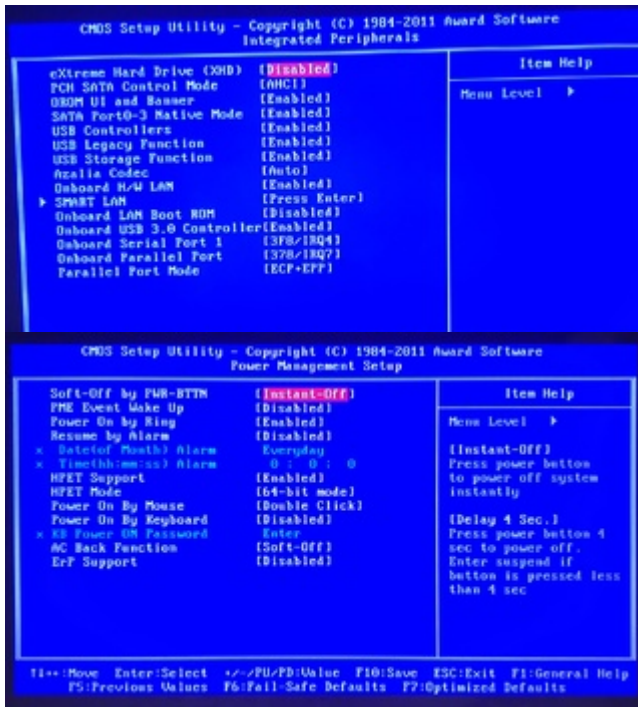 CMOS Setup Utility - Copyright (C) 1984-2011 Award Software
Integrated Peripherals
eXtreme Hard Drive (XHD) [Disabled]
PCH SATA Control Mode [AHCI]
OROM UI and Banner [Enabled]
SATA Port0-3 Native Mode [Enabled]
USB Controllers [Enabled]
USB Legacy Function [Enabled]
USB Storage Function [Enabled]
Azalia Codec [Auto]
Onboard H/W LAN [Enabled]
SMART LAN [Press Enter]
Onboard LAN Boot ROM [Disabled]
Onboard USB 3.0 Controller[Enabled]
Onboard Serial Port 1 [3F8/IRQ4]
Onboard Parallel Port [378/IRQ7]
Parallel Port Mode [ECP+EPP]
Item Help
Menu Level
CMOS Setup Utility - Copyright (C) 1984-2011 Award Software
Power Management Setup
Soft-Off by PWR-BTTN [Instant-Off]
PME Event Wake Up [Disabled]
Power On by Ring [Enabled]
Resume by Alarm [Disabled]
x Date(of Month) Alarm Everyday
x Time(hh:mm:ss) Alarm 0 : 0 : 0
HPET Support [Enabled]
HPET Mode [64-bit mode]
Power On By Mouse [Double Click]
Power On By Keyboard [Disabled]
x KB Power ON Password Enter
AC Back Function [Soft-Off]
ErP Support [Disabled]
Item Help
Menu Level
[Instant-Off]
Press power button
to power off system
instantly
[Delay 4 Sec.]
Press power button 4
sec to power off.
Enter suspend if
button is pressed less
than 4 sec
↑↓→←:Move Enter:Select +/-/PU/PD:Value F10:Save ESC:Exit F1:General Help
F5:Previous Values F6:Fail-Safe Defaults F7:Optimized Defaults